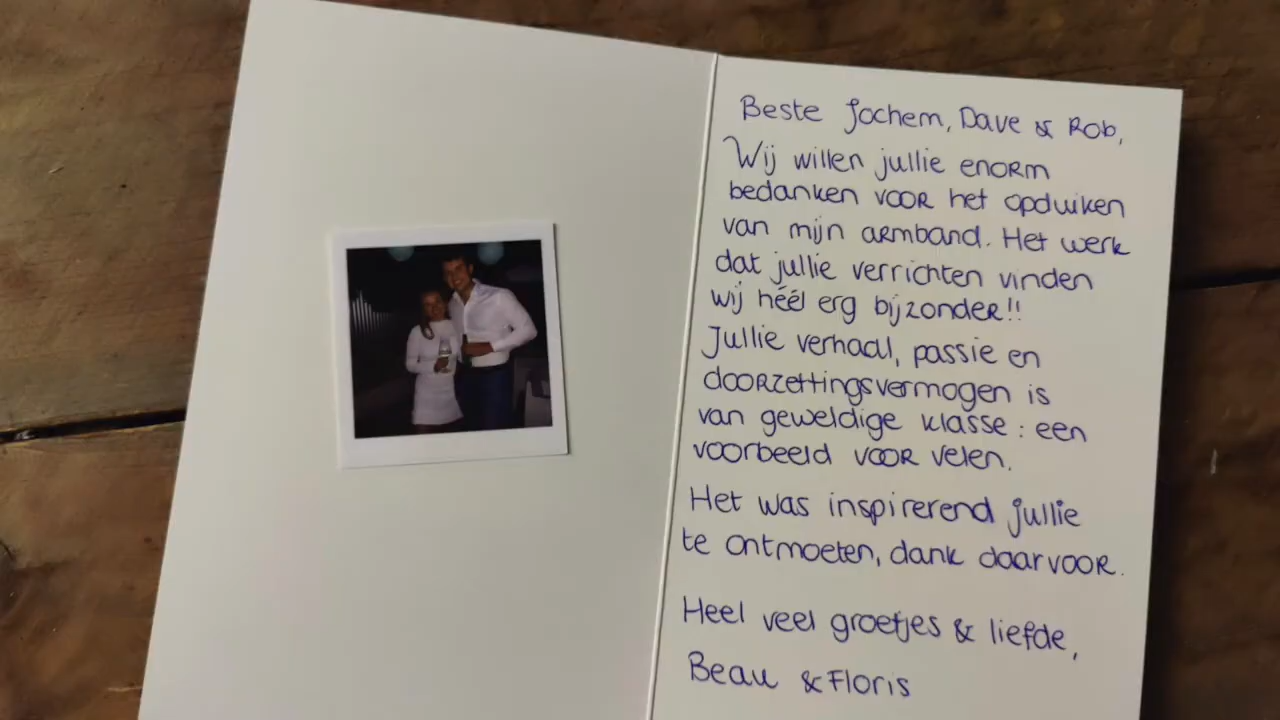 Beste Jochem, Dave & Rob,
Wij willen jullie enorm
bedanken voor het opduiken
van mijn armband. Het werk
dat jullie verrichten vinden
wij héél erg bijzonder!!
Jullie verhaal, passie en
doorzettingsvermogen is
van geweldige klasse: een
voorbeeld voor velen.
Het was inspirerend jullie
te ontmoeten, dank daarvoor.
Heel veel groetjes & liefde,
Beau & Floris